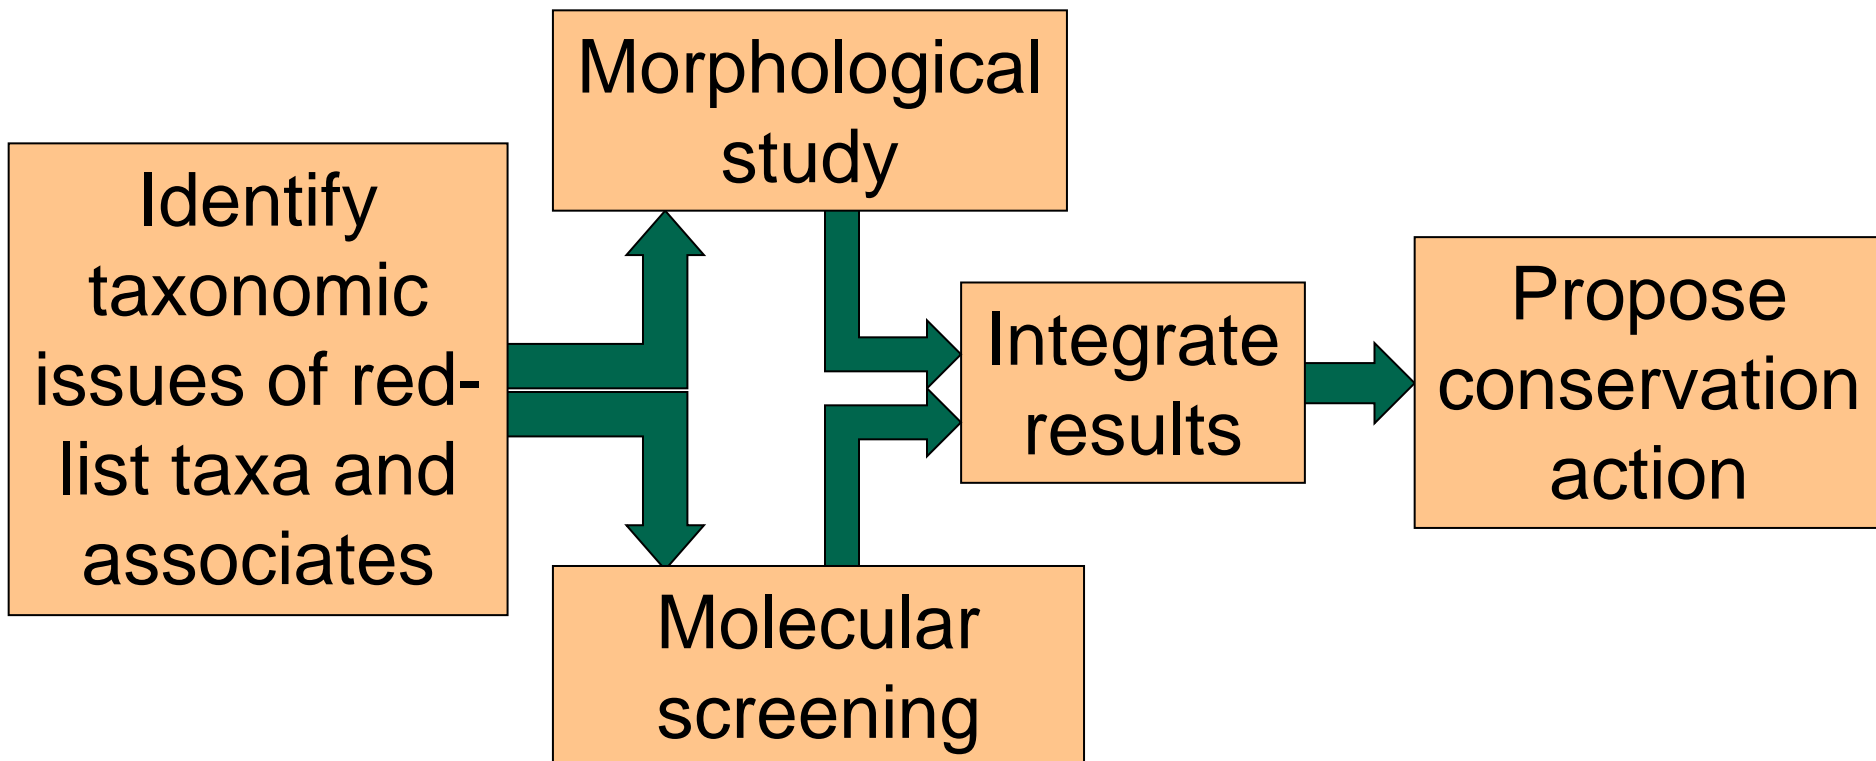 Identify
taxonomic
issues of red-
list taxa and
associates
Morphological
study
Molecular
screening
Integrate
results
Propose
conservation
action